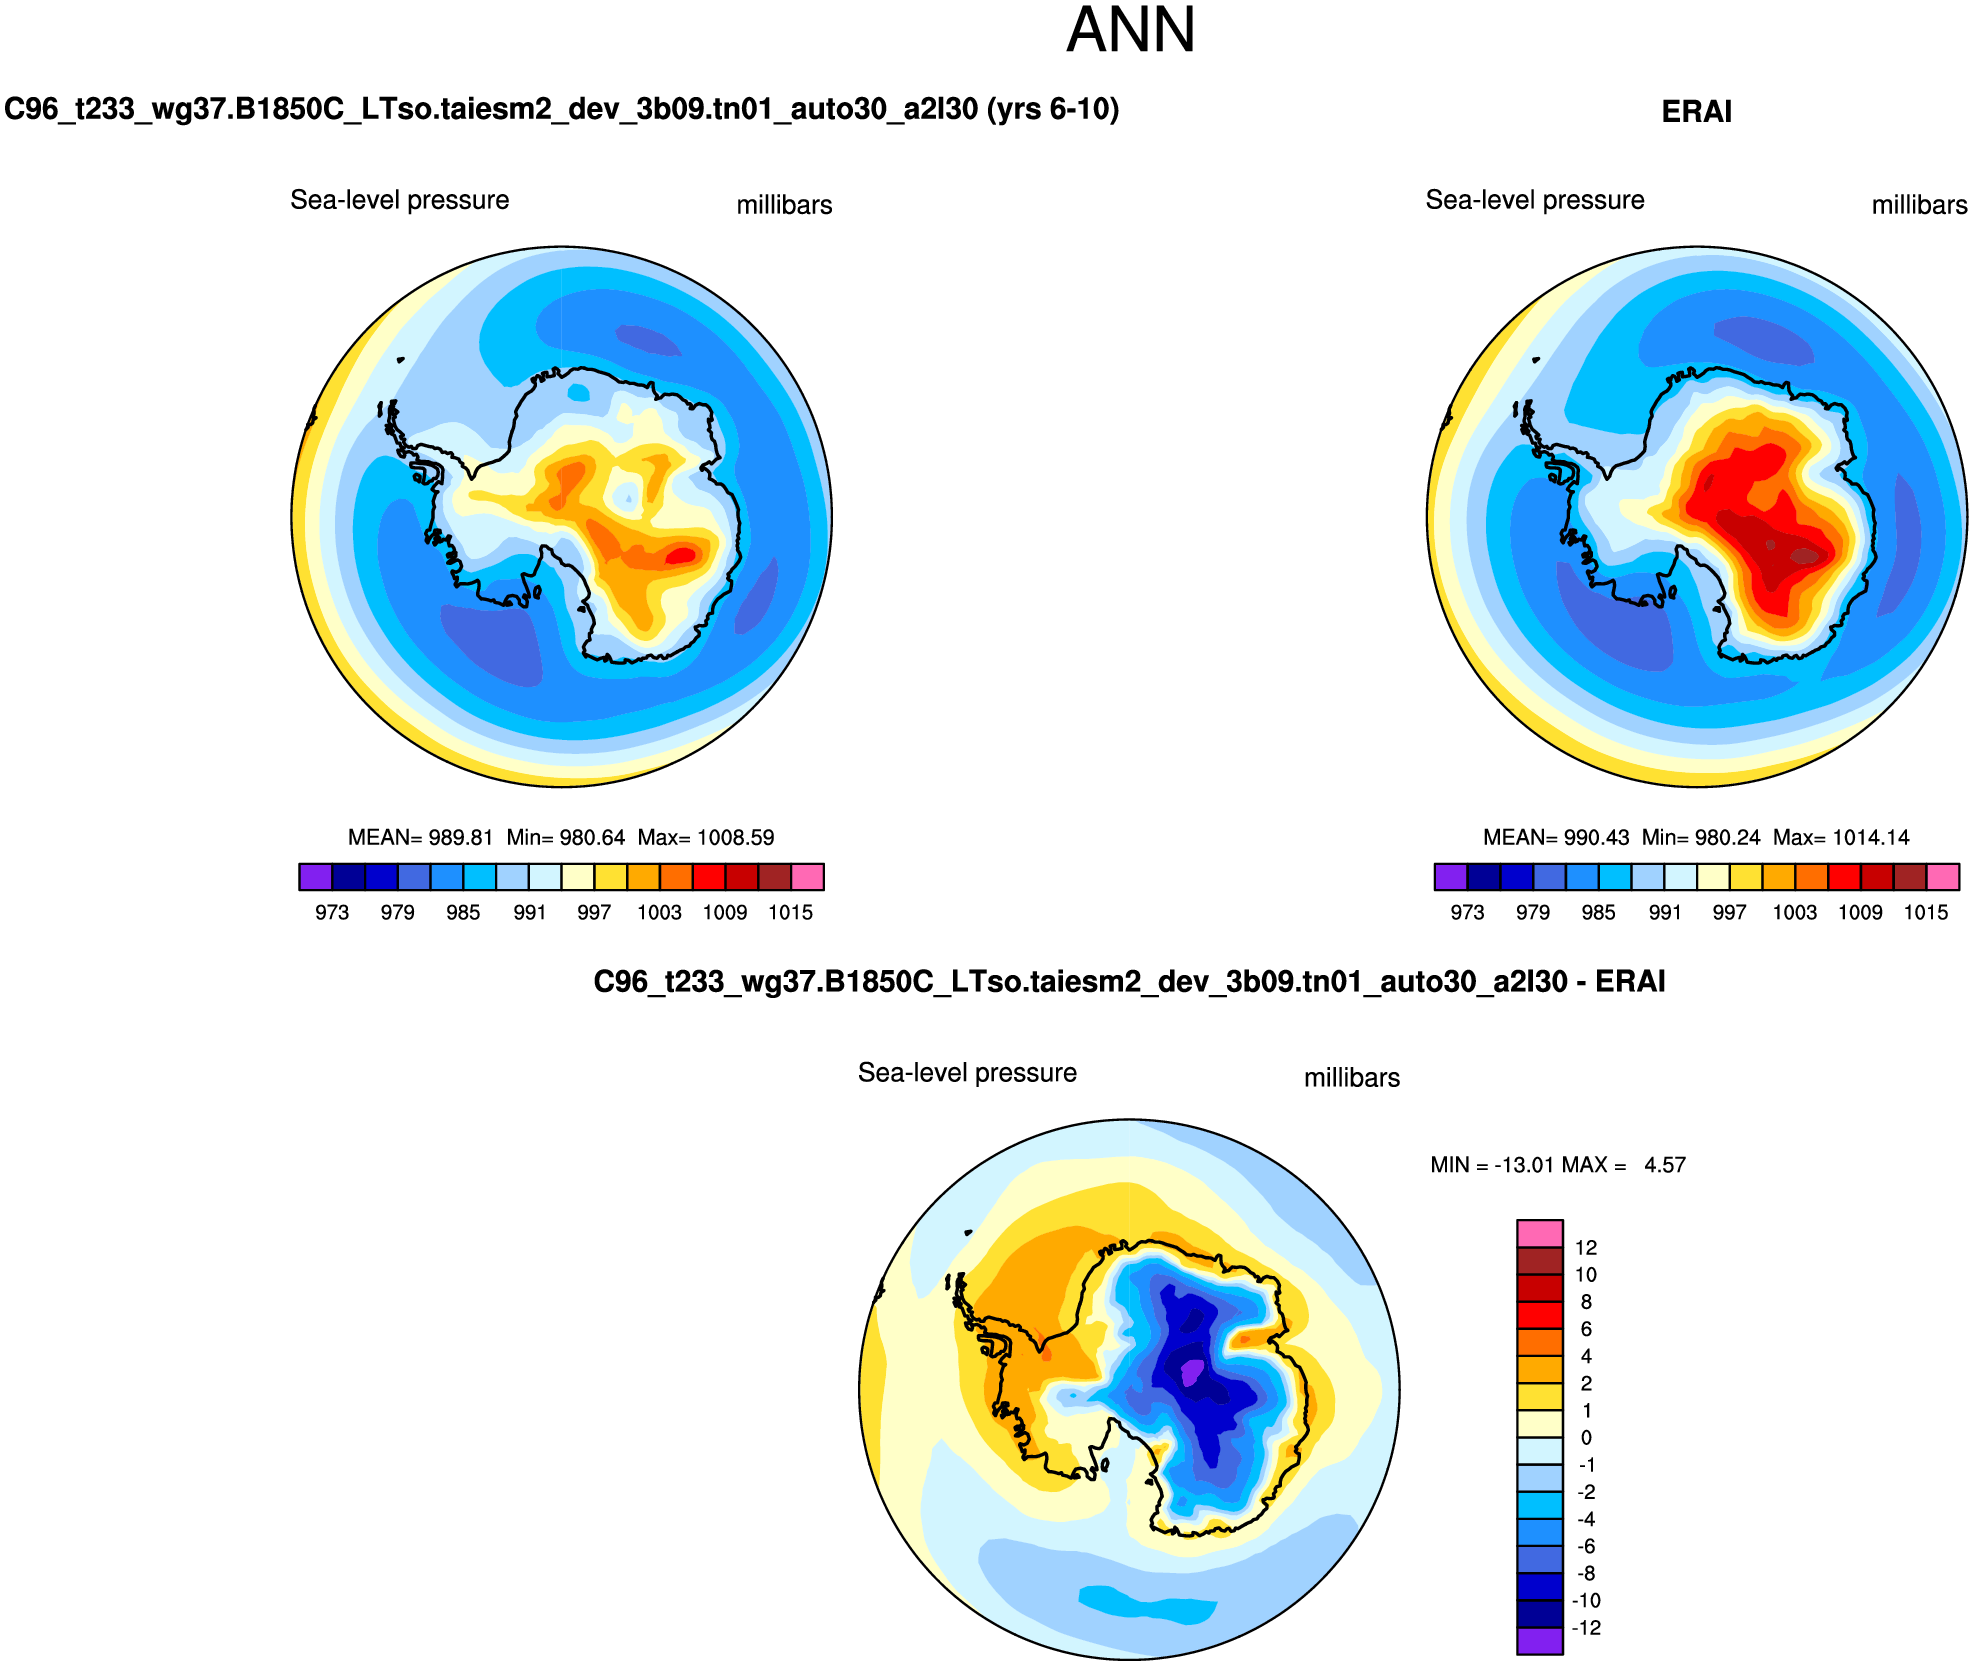 ANN
C96_t233_wg37.B1850C_LTso.taiesm2_dev_3b09.tn01_auto30_a2l30 (yrs 6-10)
ERAI
Sea-level pressure millibars
Sea-level pressure millibars
MEAN= 989.81 Min= 980.64 Max= 1008.59
973 979 985 991 997 1003 1009 1015
MEAN= 990.43 Min= 980.24 Max= 1014.14
973 979 985 991 997 1003 1009 1015
C96_t233_wg37.B1850C_LTso.taiesm2_dev_3b09.tn01_auto30_a2l30 - ERAI
Sea-level pressure millibars
MIN = -13.01 MAX = 4.57
12
10
8
6
4
2
1
0
-1
-2
-4
-6
-8
-10
-12